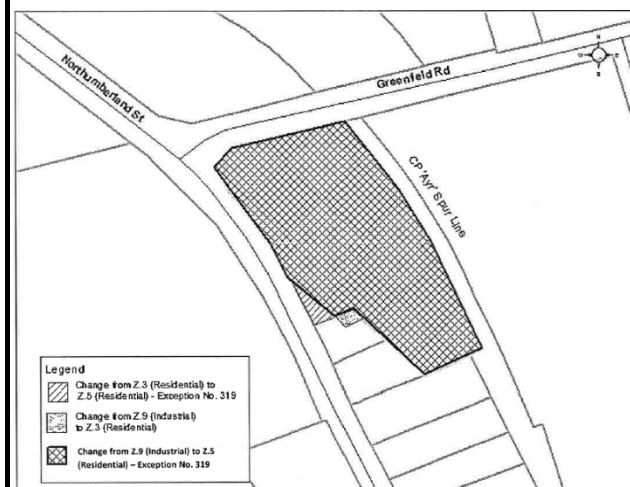 Northumberland St
Greenfeld Rd
N
W
E
S
CP 'Ayr' Spur Line
Legend
Change from Z.3 (Residential) to
Z.5 (Residential) - Exception No. 319
Change from Z.9 (Industrial)
to Z.3 (Residential)
Change from Z.9 (Industrial) to Z.5
(Residential) – Exception No. 319